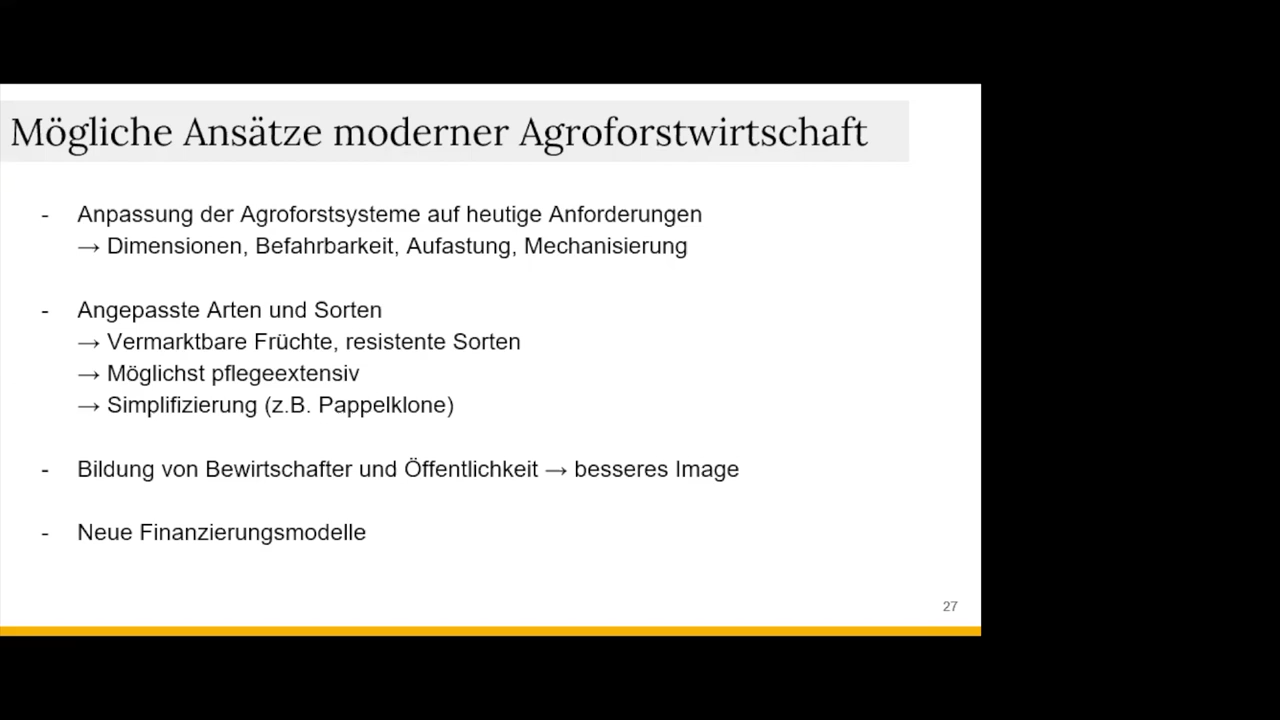 Mögliche Ansätze moderner Agroforstwirtschaft
- Anpassung der Agroforstsysteme auf heutige Anforderungen
→ Dimensionen, Befahrbarkeit, Aufastung, Mechanisierung
- Angepasste Arten und Sorten
→ Vermarktbare Früchte, resistente Sorten
→ Möglichst pflegeextensiv
→ Simplifizierung (z.B. Pappelklone)
- Bildung von Bewirtschafter und Öffentlichkeit → besseres Image
- Neue Finanzierungsmodelle
27